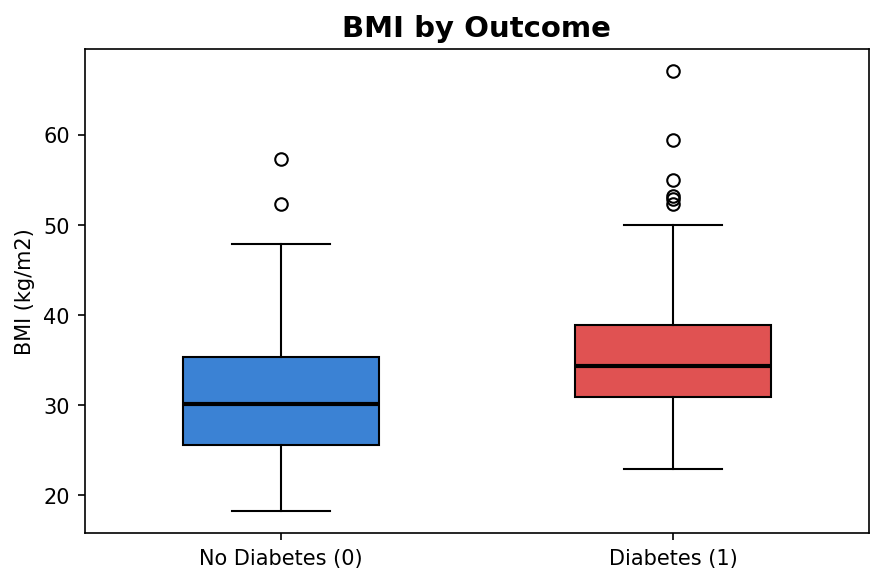 BMI by Outcome
BMI (kg/m2)
60
50
40
30
20
No Diabetes (0)
Diabetes (1)